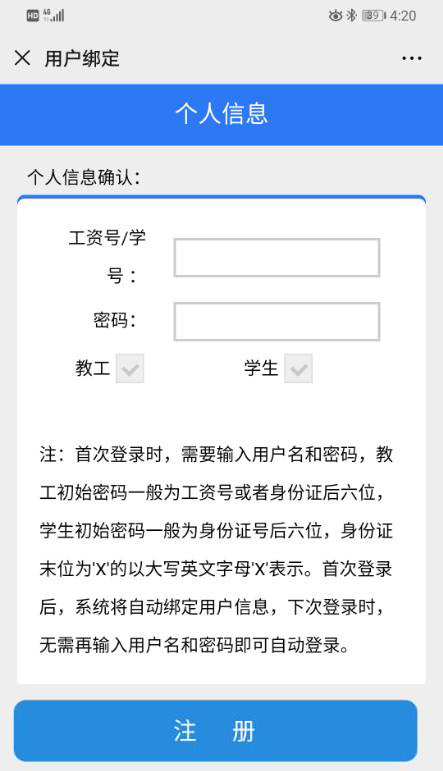 HD 4G 89 4:20
用户绑定
个人信息
个人信息确认：
工资号/学
号：
密码：
教工 学生
注：首次登录时，需要输入用户名和密码，教
工初始密码一般为工资号或者身份证后六位，
学生初始密码一般为身份证号后六位，身份证
末位为'X'的以大写英文字母'X'表示。首次登录
后，系统将自动绑定用户信息，下次登录时，
无需再输入用户名和密码即可自动登录。
注 册